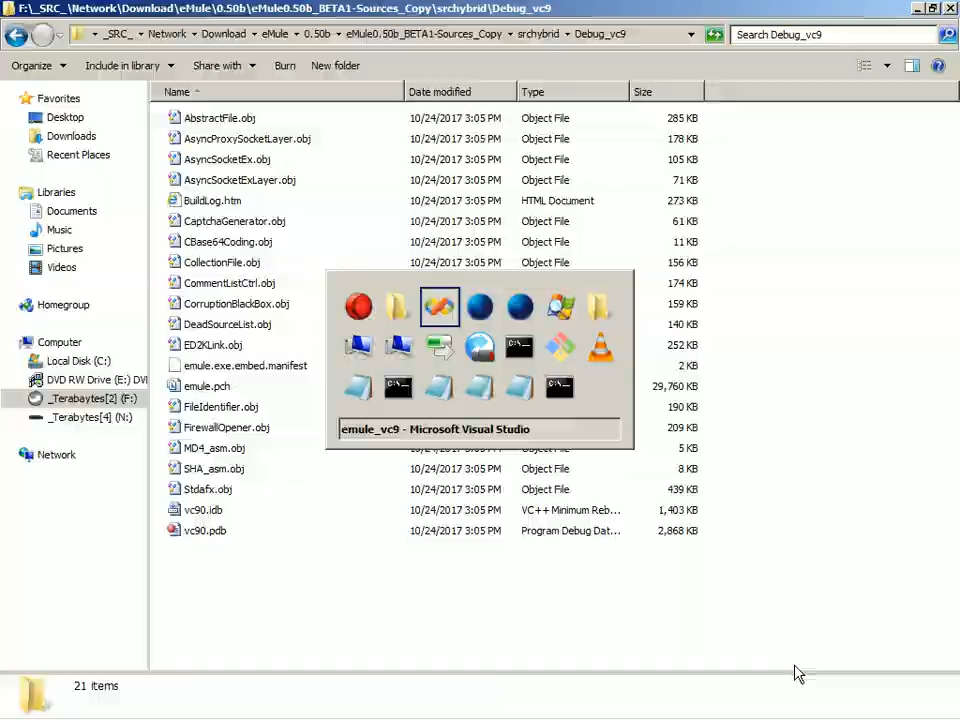 F:\_SRC_\Network\Download\eMule\0.50b\eMule0.50b_BETA1-Sources_Copy\srchybrid\Debug_vc9
_SRC_ Network Download eMule 0.50b eMule0.50b_BETA1-Sources_Copy srchybrid Debug_vc9
Search Debug_vc9
Organize Include in library Share with Burn New folder
Name Date modified Type Size
Favorites
Desktop
Downloads
Recent Places
Libraries
Documents
Music
Pictures
Videos
Homegroup
Computer
Local Disk (C:)
DVD RW Drive (E:) DVI
_Terabaytes[2] (F:)
_Terabytes[4] (N:)
Network
AbstractFile.obj 10/24/2017 3:05 PM Object File 285 KB
AsyncProxySocketLayer.obj 10/24/2017 3:05 PM Object File 178 KB
AsyncSocketEx.obj 10/24/2017 3:05 PM Object File 105 KB
AsyncSocketExLayer.obj 10/24/2017 3:05 PM Object File 71 KB
BuildLog.htm 10/24/2017 3:05 PM HTML Document 273 KB
CaptchaGenerator.obj 10/24/2017 3:05 PM Object File 61 KB
CBase64Coding.obj 10/24/2017 3:05 PM Object File 11 KB
CollectionFile.obj 10/24/2017 3:05 PM Object File 156 KB
CommentListCtrl.obj 174 KB
CorruptionBlackBox.obj 159 KB
DeadSourceList.obj 140 KB
ED2KLink.obj 252 KB
emule.exe.embed.manifest 2 KB
emule.pch 29,760 KB
FileIdentifier.obj 190 KB
FirewallOpener.obj 209 KB
MD4_asm.obj 10/24/2017 3:05 PM Object File 5 KB
SHA_asm.obj 10/24/2017 3:05 PM Object File 8 KB
Stdafx.obj 10/24/2017 3:05 PM Object File 439 KB
vc90.idb 10/24/2017 3:05 PM VC++ Minimum Reb... 1,403 KB
vc90.pdb 10/24/2017 3:05 PM Program Debug Dat... 2,868 KB
C:\_
C:\_
C:\_
emule_vc9 - Microsoft Visual Studio
21 items